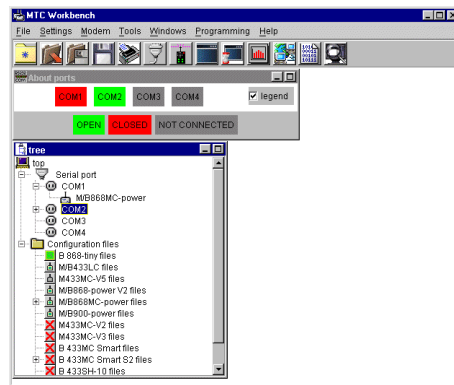 MTC Workbench
File Settings Modem Tools Windows Programming Help
About ports
COM1 COM2 COM3 COM4 legend
OPEN CLOSED NOT CONNECTED
tree
top
Serial port
COM1
M/B868MC-power
COM2
COM3
COM4
Configuration files
B 868-tiny files
M/B433LC files
M433MC-V5 files
M/B868-power V2 files
M/B868MC-power files
M/B900-power files
M433MC-V2 files
M433MC-V3 files
B 433MC Smart files
B 433MC Smart S2 files
B 433SH-10 files